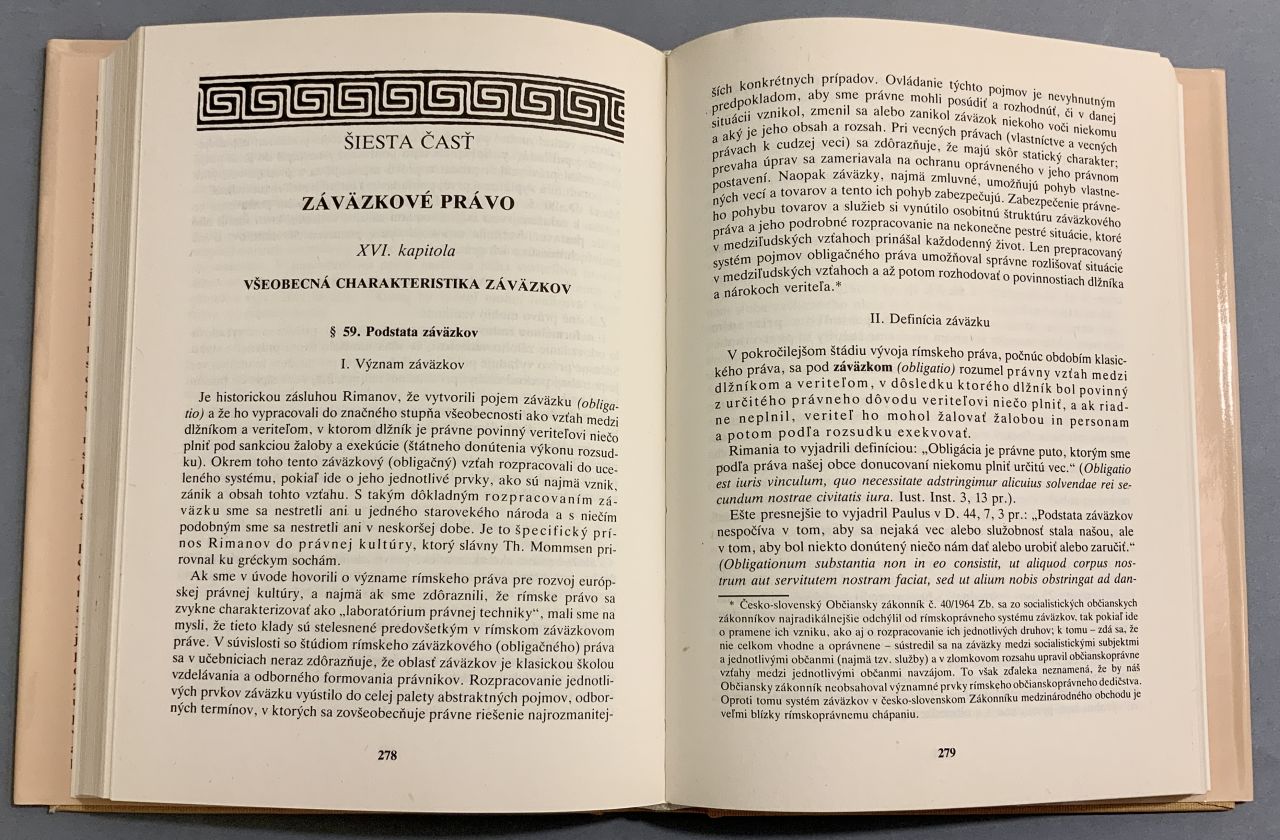 ŠIESTA ČASŤ
ZÁVÄZKOVÉ PRÁVO
XVI. kapitola
VŠEOBECNÁ CHARAKTERISTIKA ZÁVÄZKOV
§ 59. Podstata záväzkov
I. Význam záväzkov
Je historickou zásluhou Rimanov, že vytvorili pojem záväzku (obliga-
tio) a že ho vypracovali do značného stupňa všeobecnosti ako vzťah medzi
dlžníkom a veriteľom, v ktorom dlžník je právne povinný veriteľovi niečo
plniť pod sankciou žaloby a exekúcie (štátneho donútenia výkonu rozsud-
ku). Okrem toho tento záväzkový (obligačný) vzťah rozpracovali do uce-
leného systému, pokiaľ ide o jeho jednotlivé prvky, ako sú najmä vznik,
zánik a obsah tohto vzťahu. S takým dôkladným rozpracovaním zá-
väzku sme sa nestretli ani u jedného starovekého národa a s niečím
podobným sme sa nestretli ani v neskoršej dobe. Je to špecifický prí-
nos Rimanov do právnej kultúry, ktorý slávny Th. Mommsen pri-
rovnal ku gréckym sochám.
Ak sme v úvode hovorili o význame rímskeho práva pre rozvoj európ-
skej právnej kultúry, a najmä ak sme zdôraznili, že rímske právo sa
zvykne charakterizovať ako „laboratórium právnej techniky“, mali sme na
mysli, že tieto klady sú stelesnené predovšetkým v rímskom záväzkovom
práve. V súvislosti so štúdiom rímskeho záväzkového (obligačného) práva
sa v učebniciach neraz zdôrazňuje, že oblasť záväzkov je klasickou školou
vzdelávania a odborného formovania právnikov. Rozpracovanie jednotli-
vých prvkov záväzku vyústilo do celej palety abstraktných pojmov, odbor-
ných termínov, v ktorých sa zovšeobecňuje právne riešenie najrozmanitej-
278
ších konkrétnych prípadov. Ovládanie týchto pojmov je nevyhnutným
predpokladom, aby sme právne mohli posúdiť a rozhodnúť, či v danej
situácii vznikol, zmenil sa alebo zanikol záväzok niekoho voči niekomu
a aký je jeho obsah a rozsah. Pri vecných právach (vlastníctve a vecných
právach k cudzej veci) sa zdôrazňuje, že majú skôr statický charakter;
prevaha úprav sa zameriavala na ochranu oprávneného v jeho právnom
postavení. Naopak záväzky, najmä zmluvné, umožňujú pohyb vlastne-
ných vecí a tovarov a tento ich pohyb zabezpečujú. Zabezpečenie právne-
ho pohybu tovarov a služieb si vynútilo osobitnú štruktúru záväzkového
práva a jeho podrobné rozpracovanie na nekonečne pestré situácie, ktoré
v medziľudských vzťahoch prinášal každodenný život. Len prepracovaný
systém pojmov obligačného práva umožňoval správne rozlišovať situácie
v medziľudských vzťahoch a až potom rozhodovať o povinnostiach dlžníka
a nárokoch veriteľa.*
II. Definícia záväzku
V pokročilejšom štádiu vývoja rímskeho práva, počnúc obdobím klasic-
kého práva, sa pod záväzkom (obligatio) rozumel právny vzťah medzi
dlžníkom a veriteľom, v dôsledku ktorého dlžník bol povinný
z určitého právneho dôvodu veriteľovi niečo plniť, a ak riad-
ne neplnil, veriteľ ho mohol žalovať žalobou in personam
a potom podľa rozsudku exekvovať.
Rimania to vyjadrili definíciou: „Obligácia je právne puto, ktorým sme
podľa práva našej obce donucovaní niekomu plniť určitú vec.“ (Obligatio
est iuris vinculum, quo necessitate adstringimur alicuius solvendae rei se-
cundum nostrae civitatis iura. Iust. Inst. 3, 13 pr.).
Ešte presnejšie to vyjadril Paulus v D. 44, 7, 3 pr.: „Podstata záväzkov
nespočíva v tom, aby sa nejaká vec alebo služobnosť stala našou, ale
v tom, aby bol niekto donútený niečo nám dať alebo urobiť alebo zaručiť.“
(Obligationum substantia non in eo consistit, ut aliquod corpus nos-
trum aut servitutem nostram faciat, sed ut alium nobis obstringat ad dan-
* Česko-slovenský Občiansky zákonník č. 40/1964 Zb. sa zo socialistických občianskych
zákonníkov najradikálnejšie odchýlil od rímskoprávneho systému záväzkov, tak pokiaľ ide
o pramene ich vzniku, ako aj o rozpracovanie ich jednotlivých druhov; k tomu – zdá sa, že
nie celkom vhodne a oprávnene – sústredil sa na záväzky medzi socialistickými subjektmi
a jednotlivými občanmi (najmä tzv. služby) a v zlomkovom rozsahu upravil občianskoprávne
vzťahy medzi jednotlivými občanmi navzájom. To však zďaleka neznamená, že by náš
Občiansky zákonník neobsahoval významné prvky rímskeho občianskoprávneho dedičstva.
Oproti tomu systém záväzkov v česko-slovenskom Zákonníku medzinárodného obchodu je
veľmi blízky rímskoprávnemu chápaniu.
279